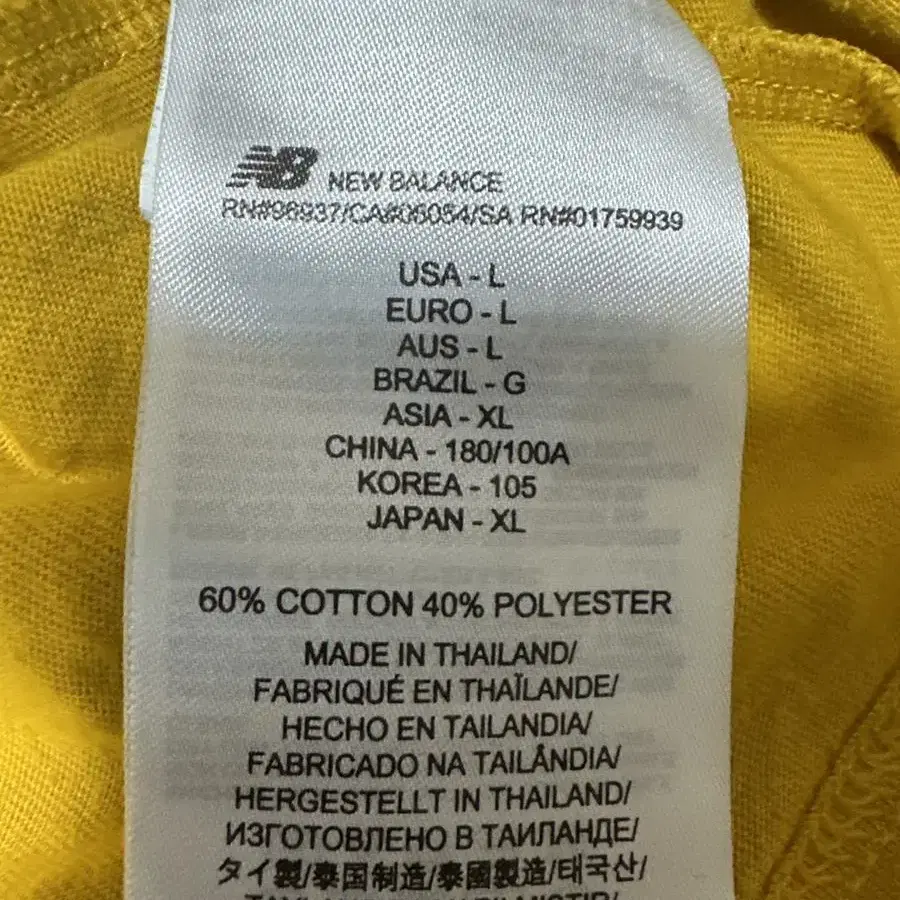 NB NEW BALANCE
RN#96937/CA#06054/SA RN#01759939
USA - L
EURO - L
AUS - L
BRAZIL - G
ASIA - XL
CHINA - 180/100A
KOREA - 105
JAPAN - XL
60% COTTON 40% POLYESTER
MADE IN THAILAND/
FABRIQUÉ EN THAÏLANDE/
HECHO EN TAILANDIA/
FABRICADO NA TAILÂNDIA/
HERGESTELLT IN THAILAND/
ИЗГОТОВЛЕНО В ТАИЛАНДЕ/
タイ製/泰国制造/泰國製造/태국산/